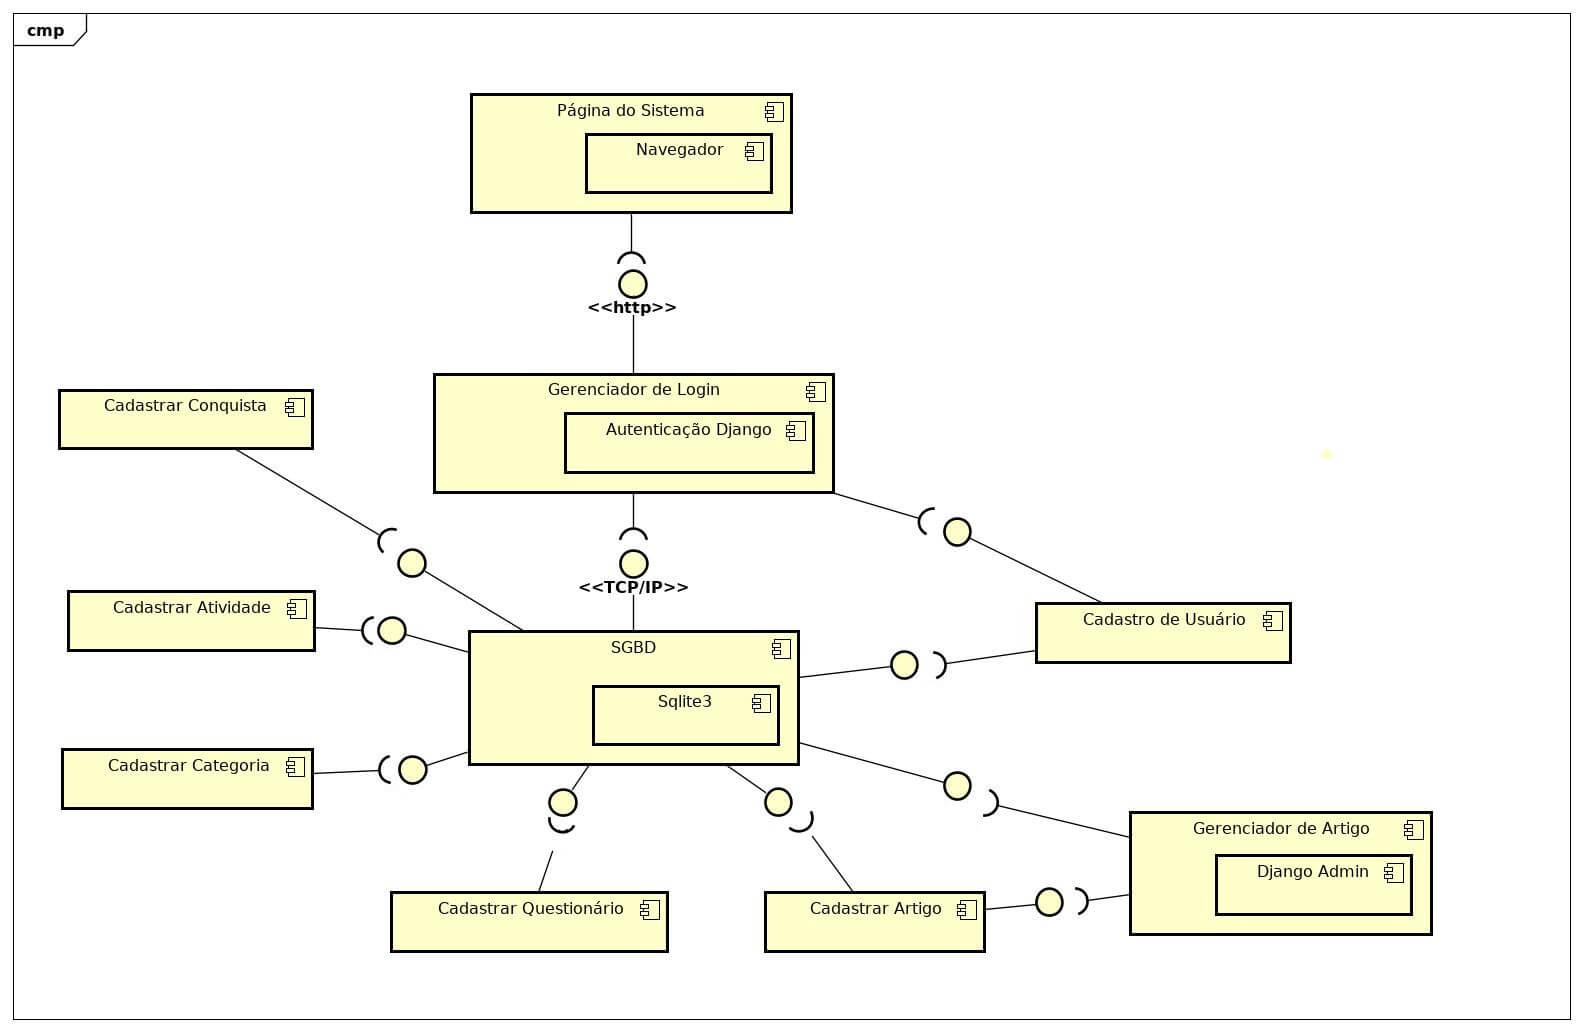 cmp
Página do Sistema
Navegador
<<http>>
Gerenciador de Login
Autenticação Django
Cadastrar Conquista
<<TCP/IP>>
Cadastrar Atividade
Cadastro de Usuário
SGBD
Sqlite3
Cadastrar Categoria
Gerenciador de Artigo
Django Admin
Cadastrar Questionário
Cadastrar Artigo